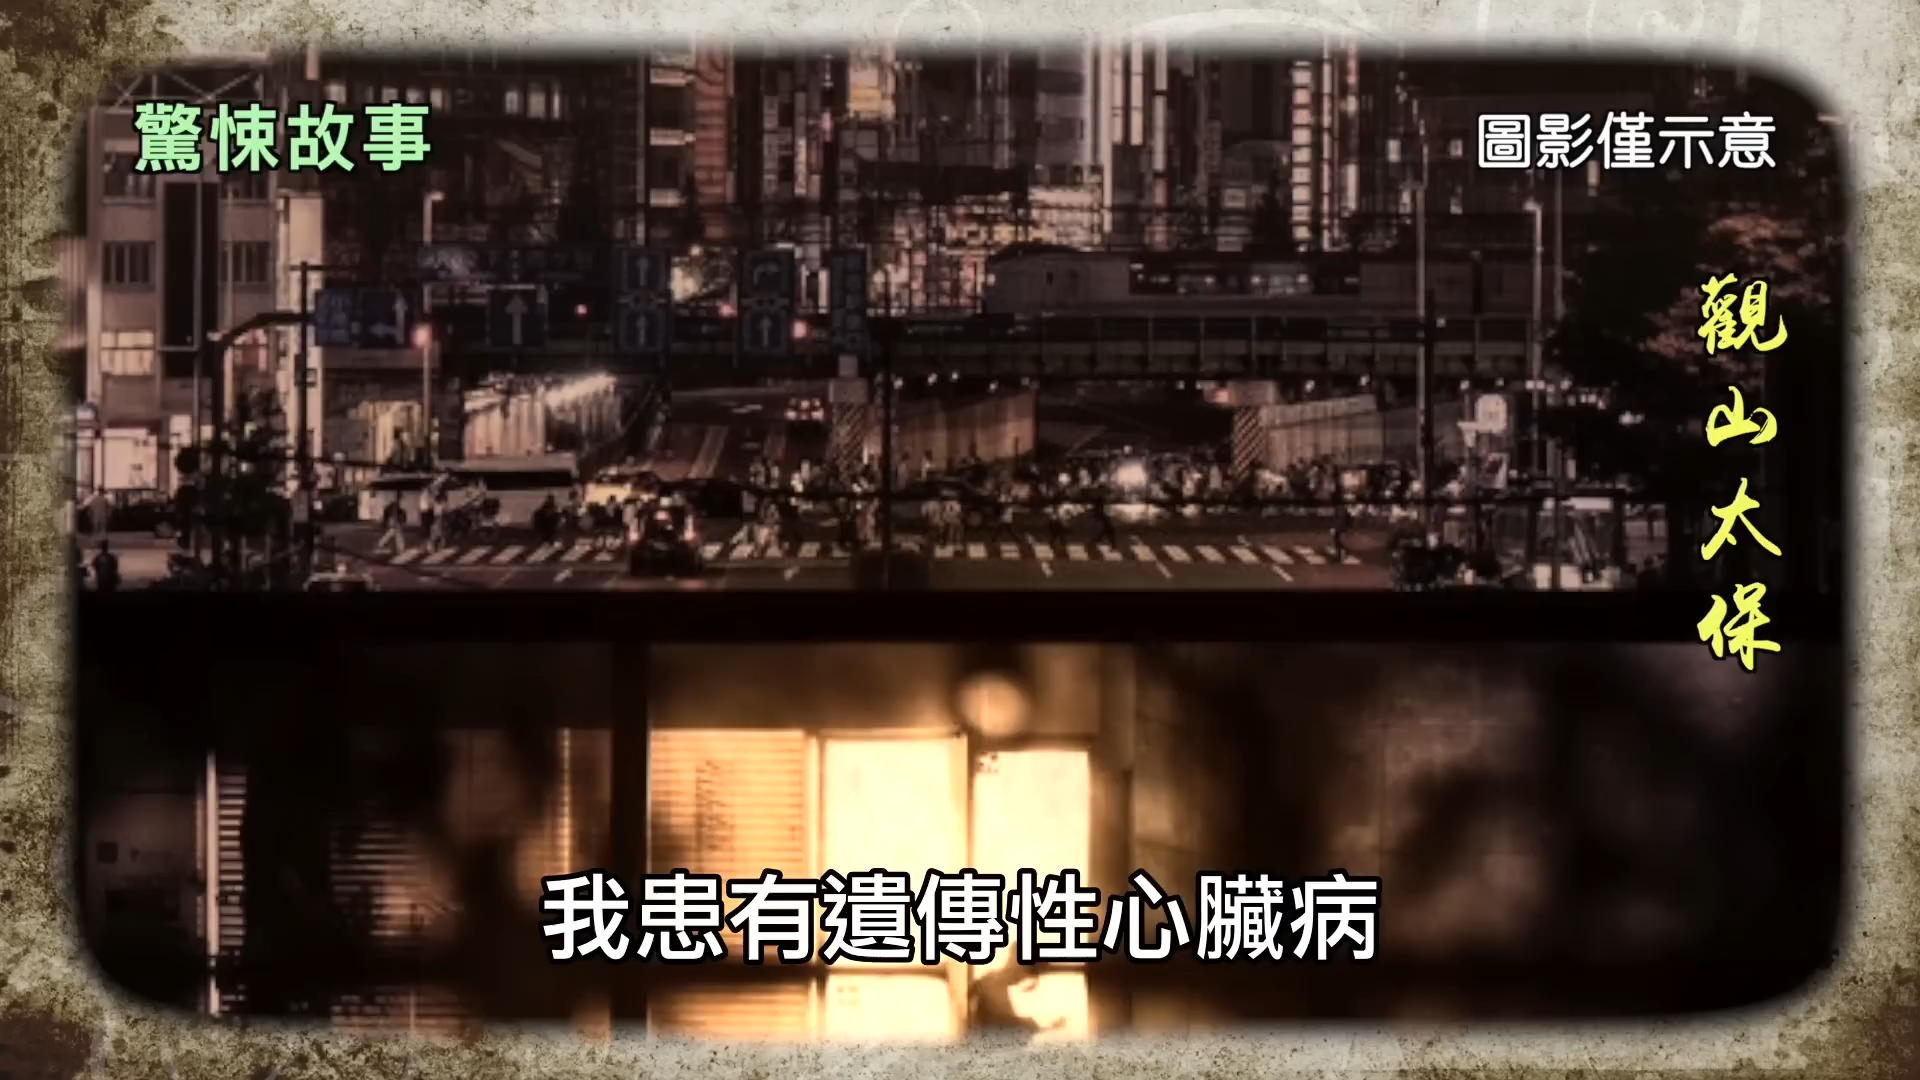 驚悚故事
圖影僅示意
觀山太保
我患有遺傳性心臟病